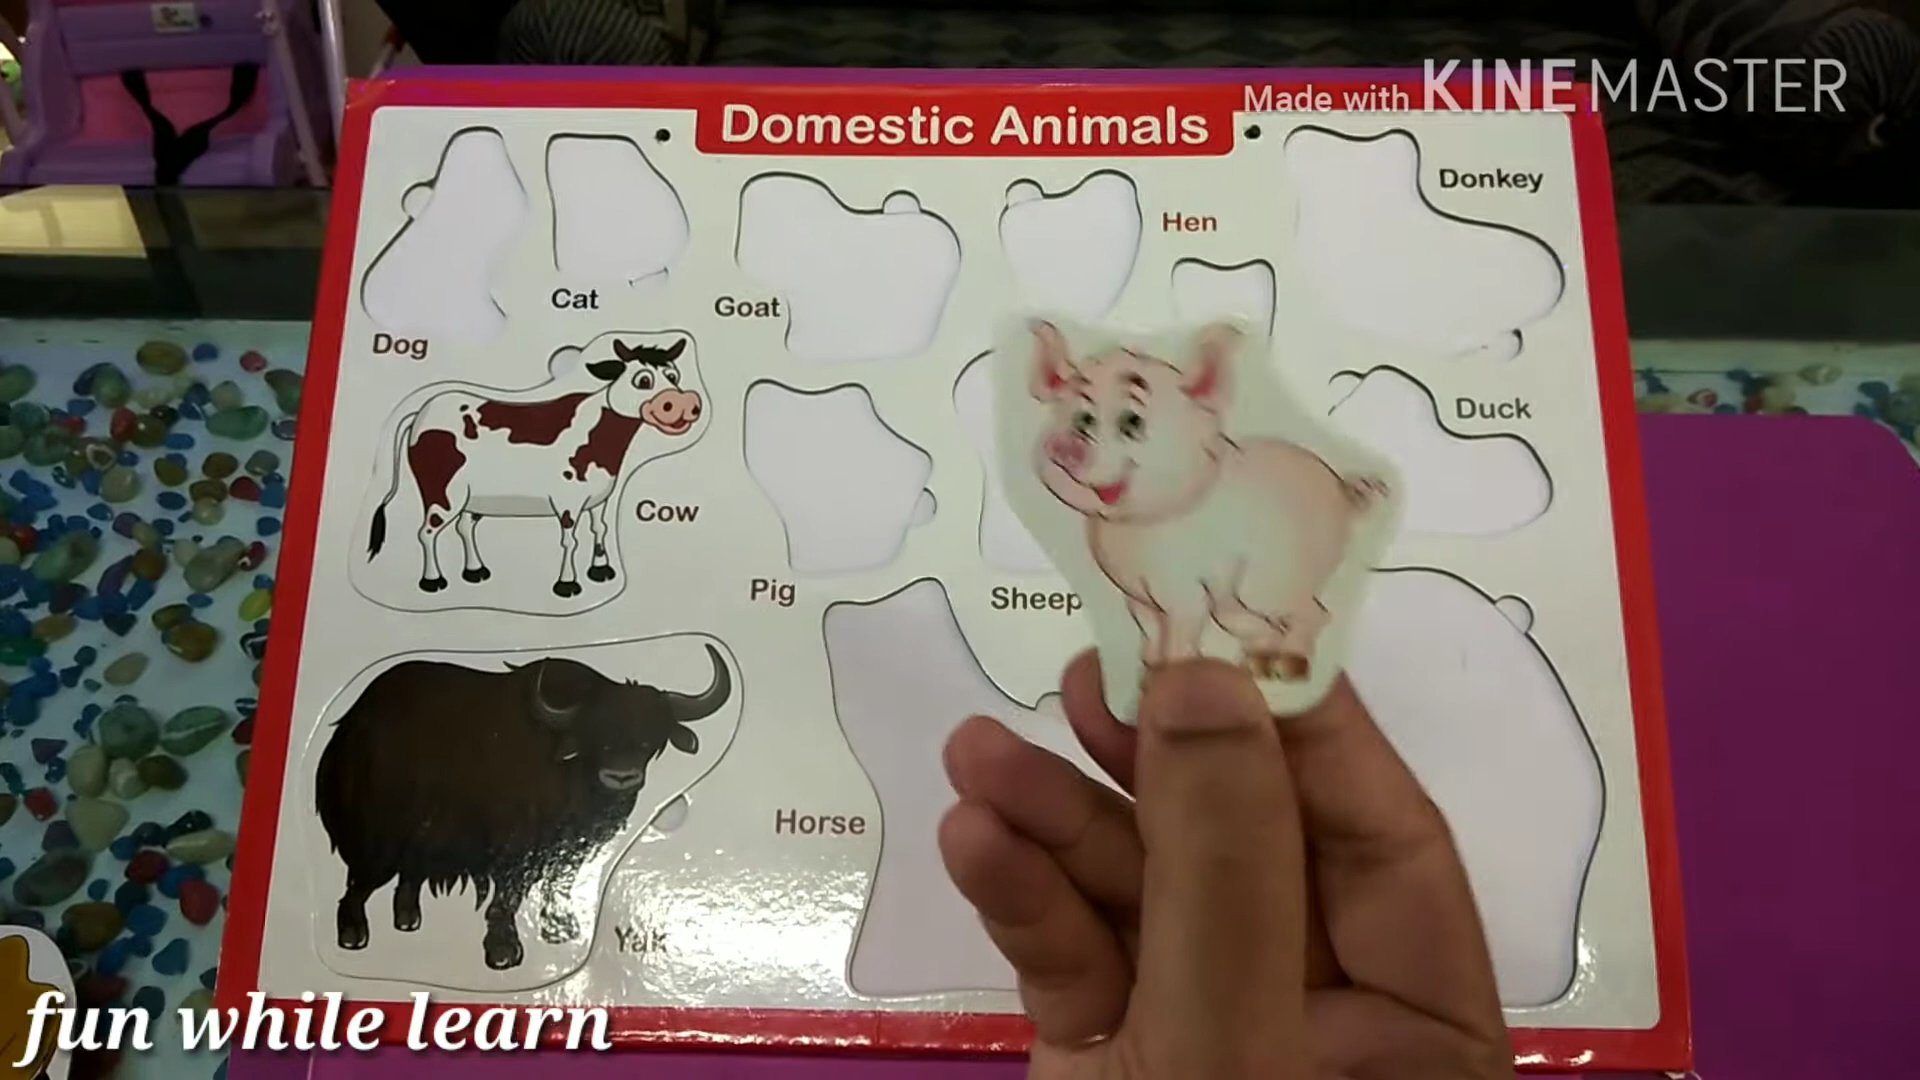 Made with KINEMASTER
Domestic Animals
Donkey
Hen
Cat
Goat
Dog
Duck
Cow
Pig
Sheep
Horse
Yak
fun while learn